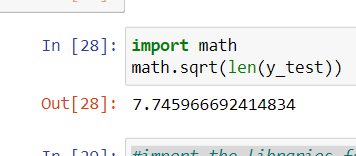 In [28]: import math
math.sqrt(len(y_test))
Out[28]: 7.745966692414834